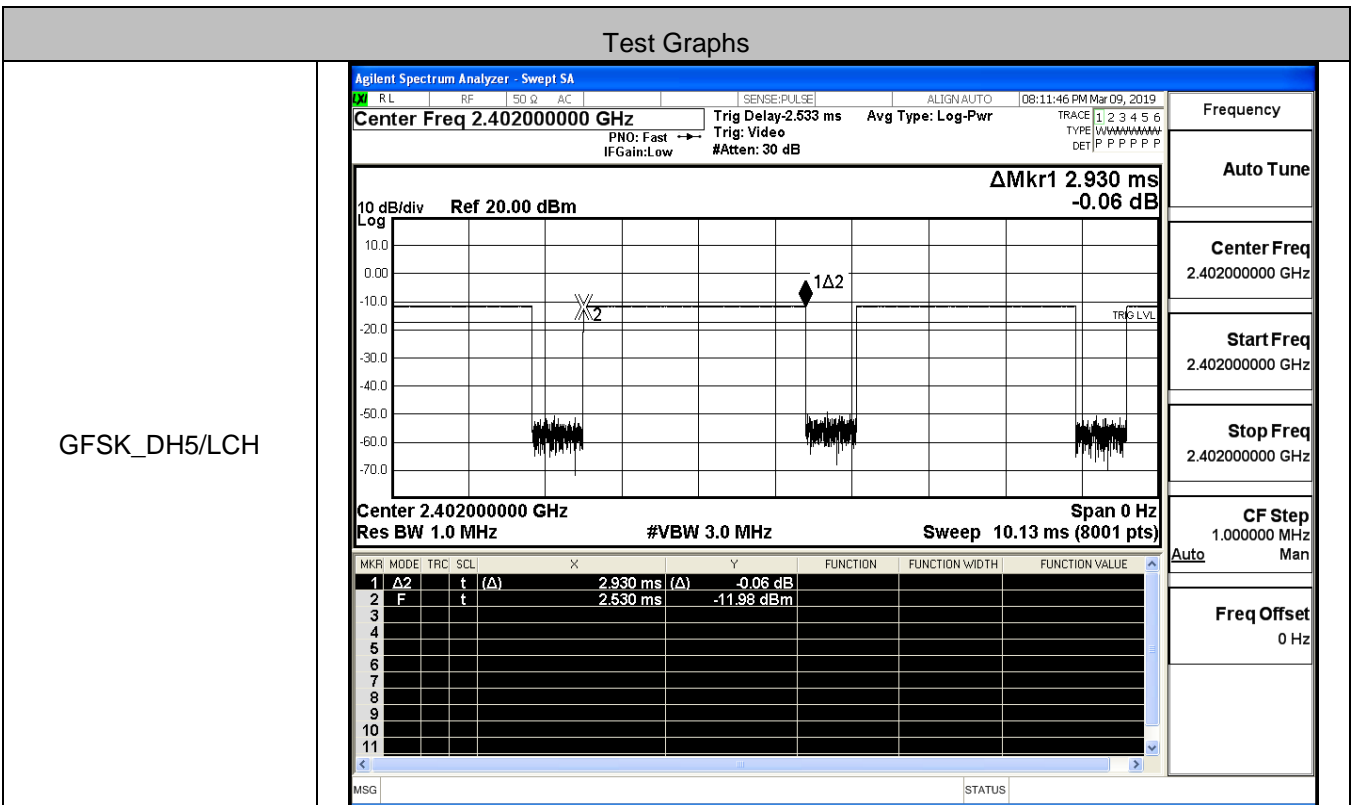 Test Graphs
GFSK_DH5/LCH
Agilent Spectrum Analyzer - Swept SA
LXI RL RF 50 Ω AC SENSE:PULSE ALIGN AUTO 08:11:46 PM Mar 09, 2019
Center Freq 2.402000000 GHz
PNO: Fast
IFGain:Low
Trig Delay-2.533 ms
Trig: Video
#Atten: 30 dB
Avg Type: Log-Pwr
TRACE 1 2 3 4 5 6
TYPE WWWWWW
DET P P P P P P
ΔMkr1 2.930 ms
-0.06 dB
10 dB/div Ref 20.00 dBm
Log
10.0
0.00
-10.0
-20.0
-30.0
-40.0
-50.0
-60.0
-70.0
1Δ2
2
TRIG LVL
Center 2.402000000 GHz Span 0 Hz
Res BW 1.0 MHz #VBW 3.0 MHz Sweep 10.13 ms (8001 pts)
MKR MODE TRC SCL X Y FUNCTION FUNCTION WIDTH FUNCTION VALUE
1 Δ2 t (Δ) 2.930 ms (Δ) -0.06 dB
2 F t 2.530 ms -11.98 dBm
3
4
5
6
7
8
9
10
11
MSG STATUS
Frequency
Auto Tune
Center Freq
2.402000000 GHz
Start Freq
2.402000000 GHz
Stop Freq
2.402000000 GHz
CF Step
1.000000 MHz
Auto Man
Freq Offset
0 Hz